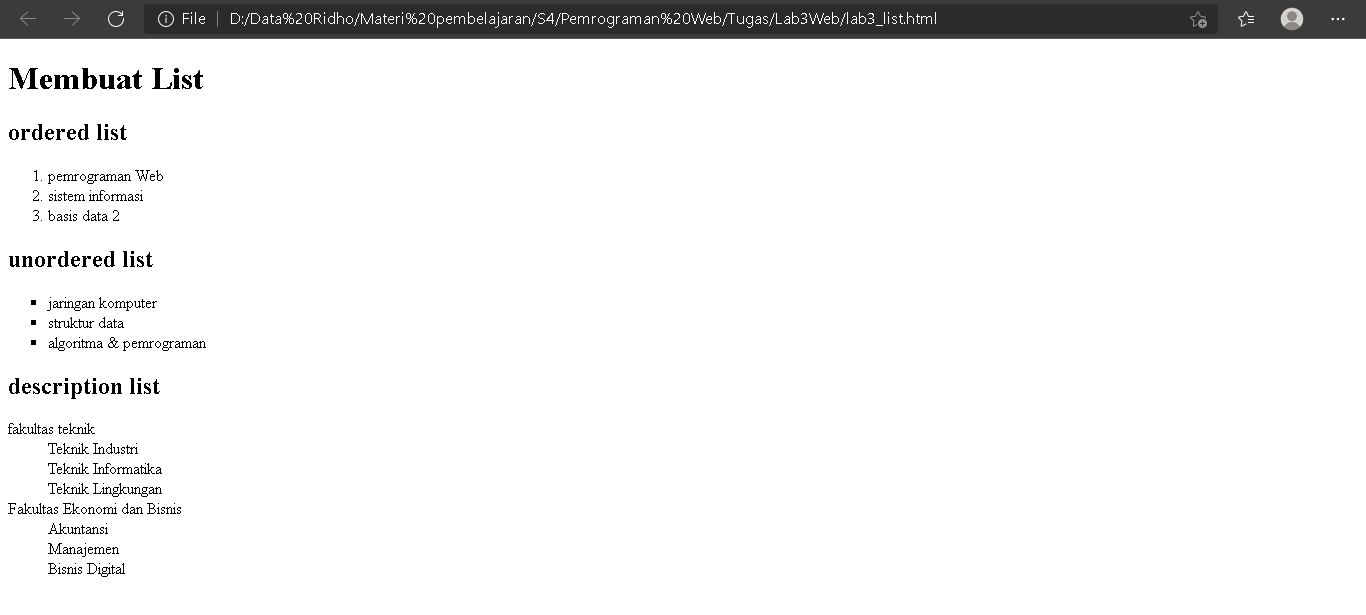 File D:/Data%20Ridho/Materi%20pembelajaran/S4/Pemrograman%20Web/Tugas/Lab3Web/lab3_list.html
Membuat List
ordered list
1. pemrograman Web
2. sistem informasi
3. basis data 2
unordered list
▪ jaringan komputer
▪ struktur data
▪ algoritma & pemrograman
description list
fakultas teknik
Teknik Industri
Teknik Informatika
Teknik Lingkungan
Fakultas Ekonomi dan Bisnis
Akuntansi
Manajemen
Bisnis Digital